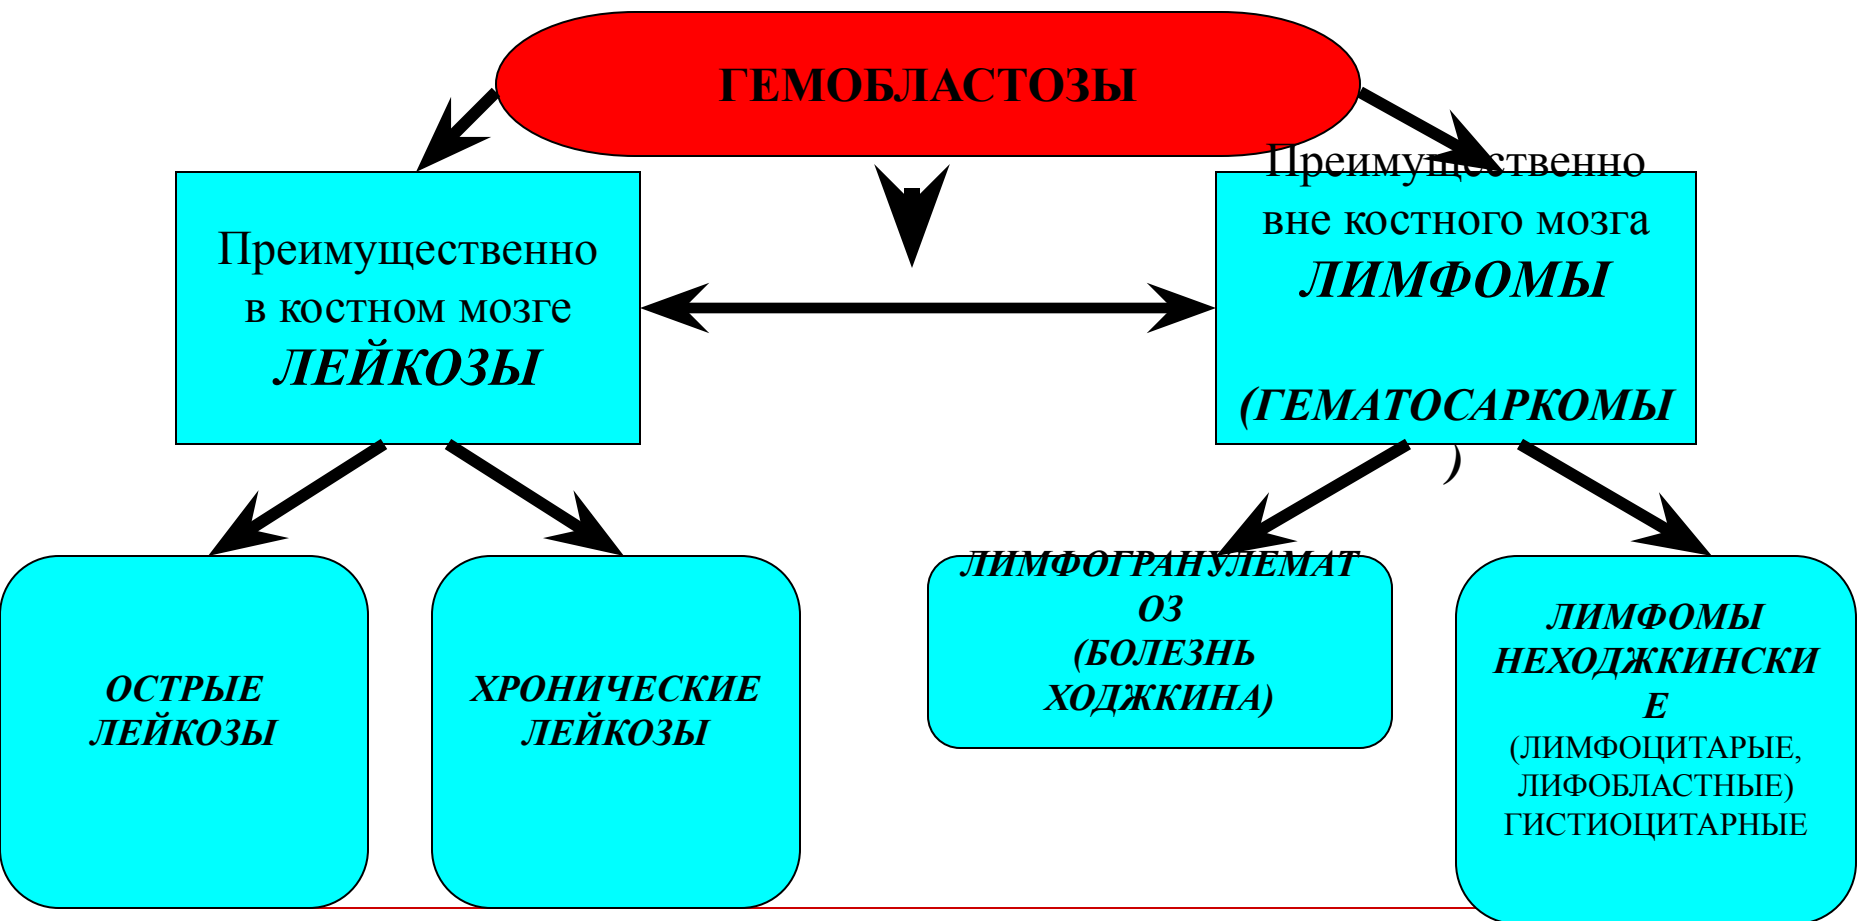 ГЕМОБЛАСТОЗЫ
Преимущественно
в костном мозге
ЛЕЙКОЗЫ
Преимущественно
вне костного мозга
ЛИМФОМЫ
(ГЕМАТОСАРКОМЫ
)
ОСТРЫЕ
ЛЕЙКОЗЫ
ХРОНИЧЕСКИЕ
ЛЕЙКОЗЫ
ЛИМФОГРАНУЛЕМАТ
ОЗ
(БОЛЕЗНЬ
ХОДЖКИНА)
ЛИМФОМЫ
НЕХОДЖКИНСКИ
Е
(ЛИМФОЦИТАРЫЕ,
ЛИФОБЛАСТНЫЕ)
ГИСТИОЦИТАРНЫЕ